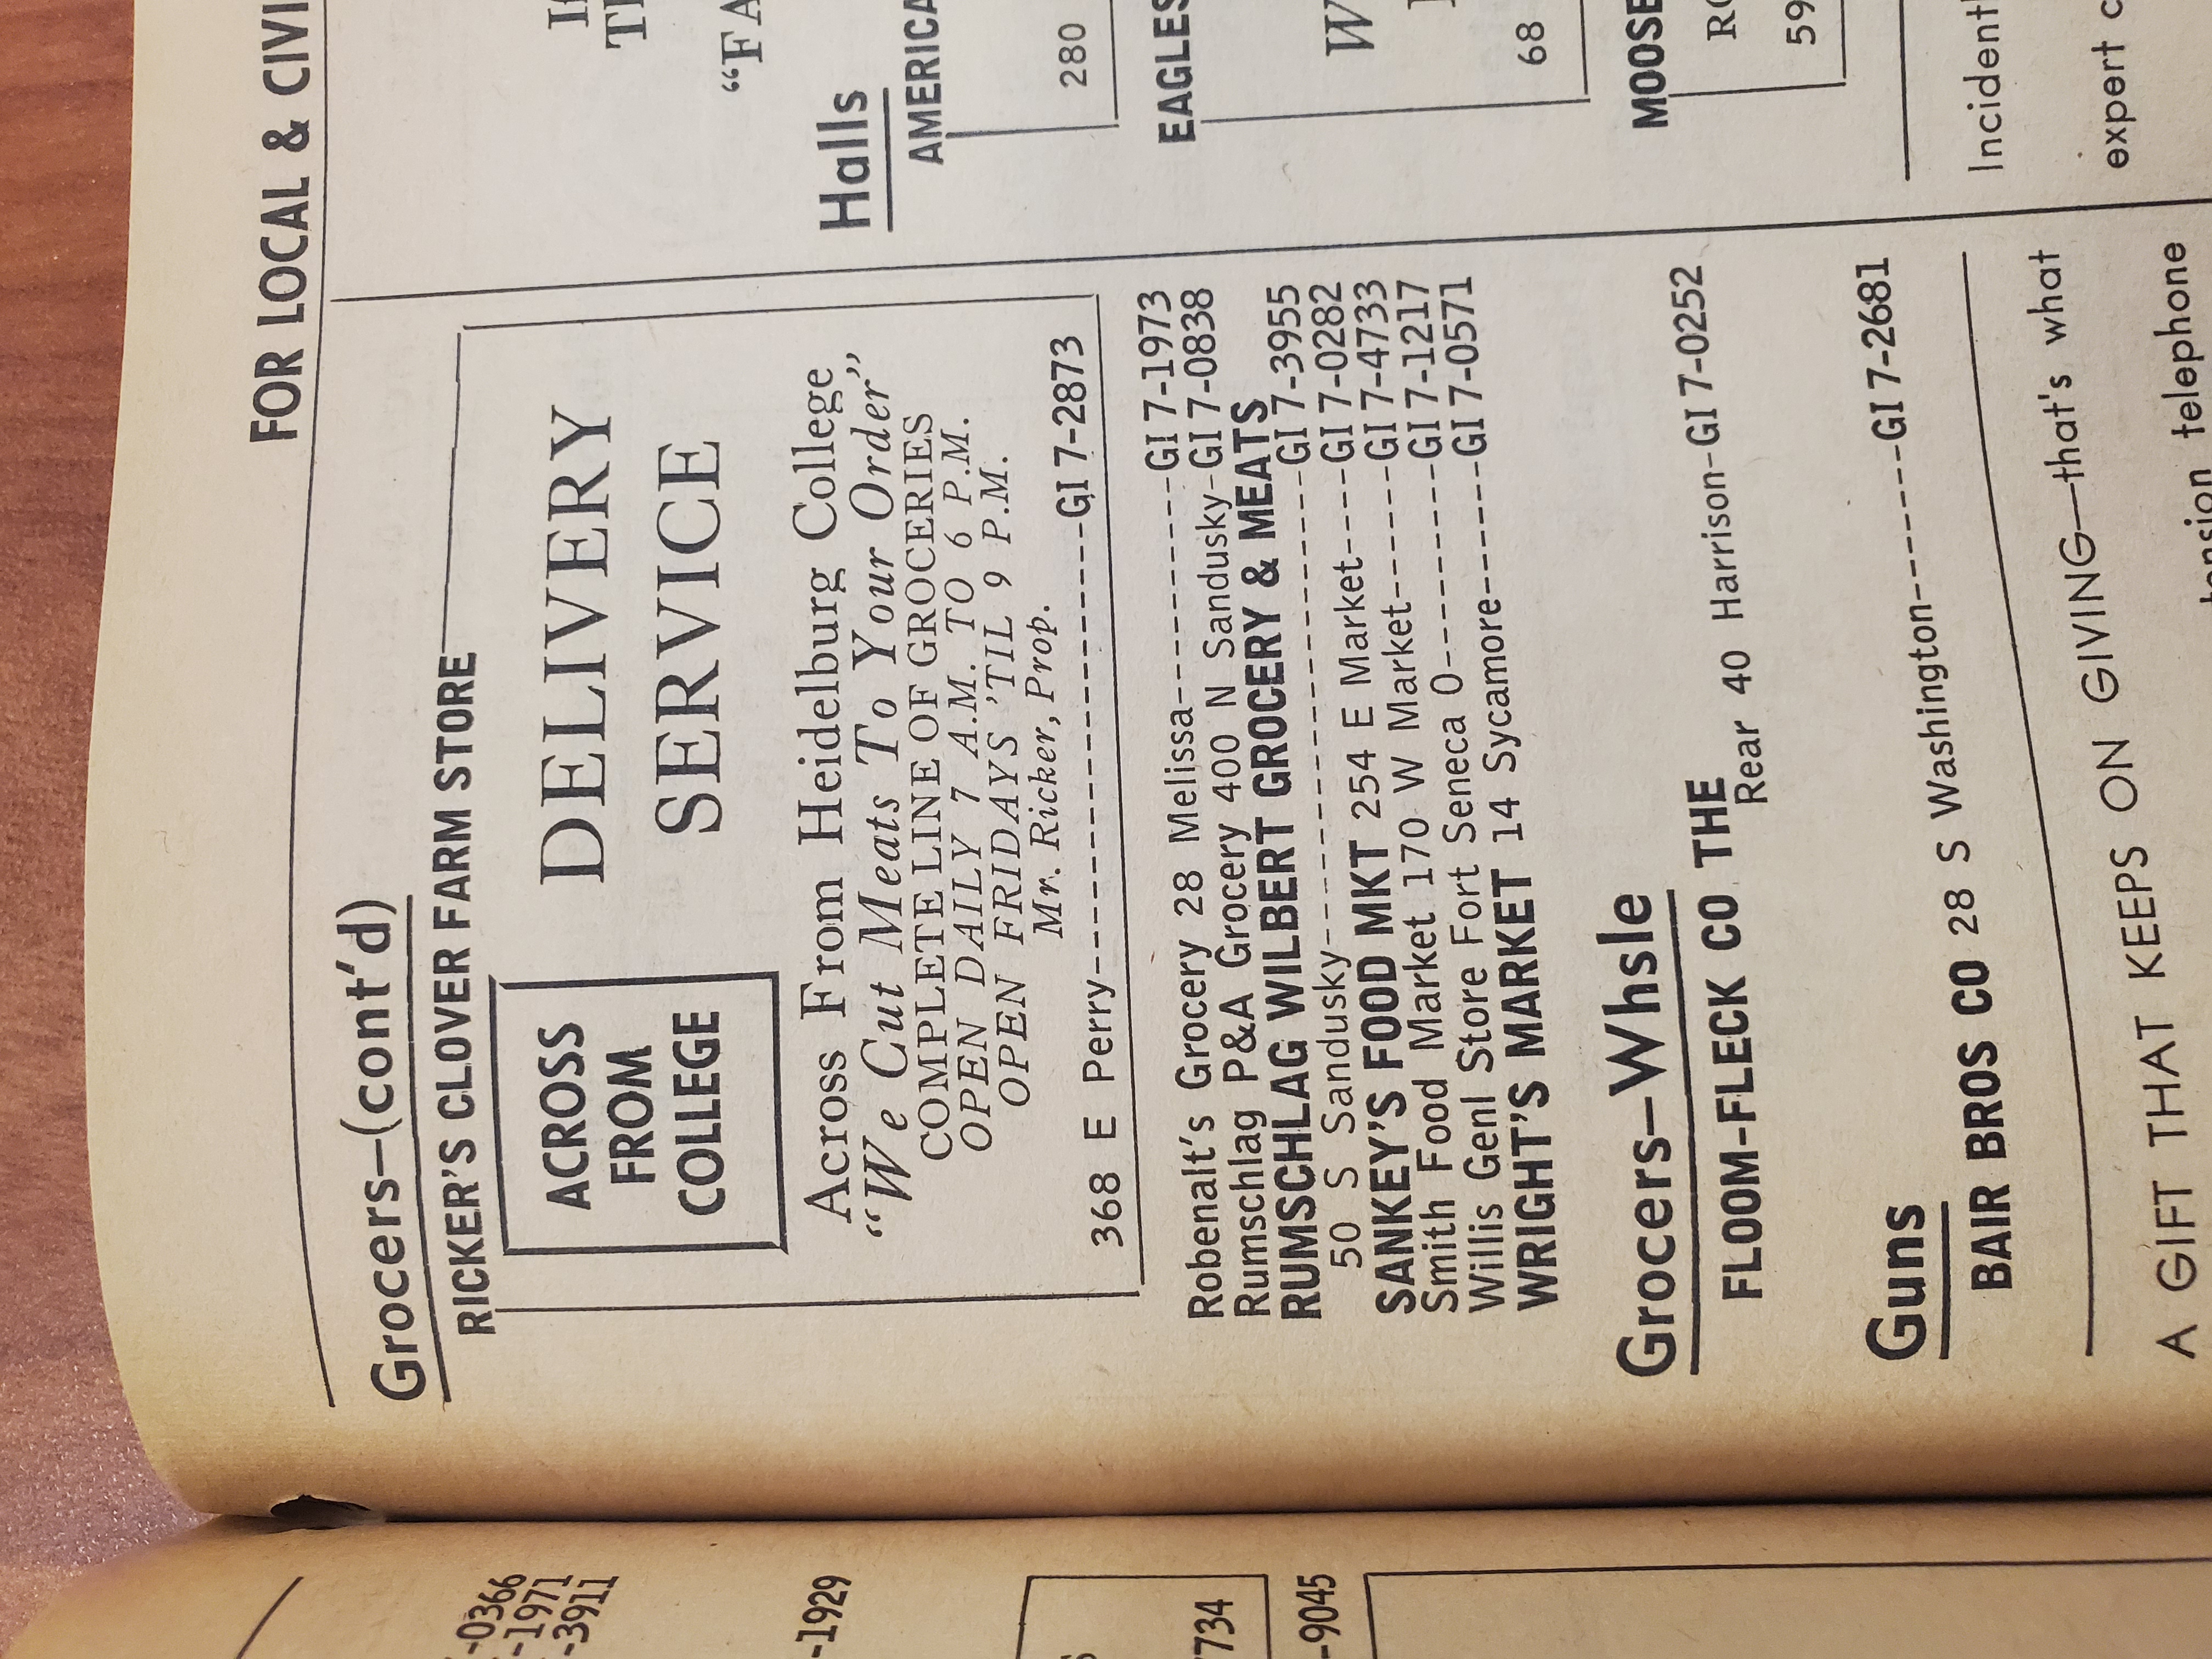 -0366
-1971
-3911
-1929
734
-9045
FOR LOCAL & CIVI
Grocers—(cont'd)
RICKER'S CLOVER FARM STORE
ACROSS
FROM
COLLEGE
DELIVERY
SERVICE
Across From Heidelburg College
"We Cut Meats To Your Order"
COMPLETE LINE OF GROCERIES
OPEN DAILY 7 A.M. TO 6 P.M.
OPEN FRIDAYS 'TIL 9 P.M.
Mr. Ricker, Prop.
368 E Perry---------------------GI 7-2873
Robenalt's Grocery 28 Melissa-----------GI 7-1973
Rumschlag P&A Grocery 400 N Sandusky-GI 7-0838
RUMSCHLAG WILBERT GROCERY & MEATS
50 S Sandusky-----------------------GI 7-3955
SANKEY'S FOOD MKT 254 E Market----GI 7-0282
Smith Food Market 170 W Market------GI 7-4733
Willis Genl Store Fort Seneca O---------GI 7-1217
WRIGHT'S MARKET 14 Sycamore------GI 7-0571
Grocers—Whsle
FLOOM-FLECK CO THE
Rear 40 Harrison-GI 7-0252
Guns
BAIR BROS CO 28 S Washington-------GI 7-2681
A GIFT THAT KEEPS ON GIVING—that's what
tension telephone
"FA
Halls
AMERICA
280
EAGLES
W
68
MOOSE
RO
59
Incidentl
expert c